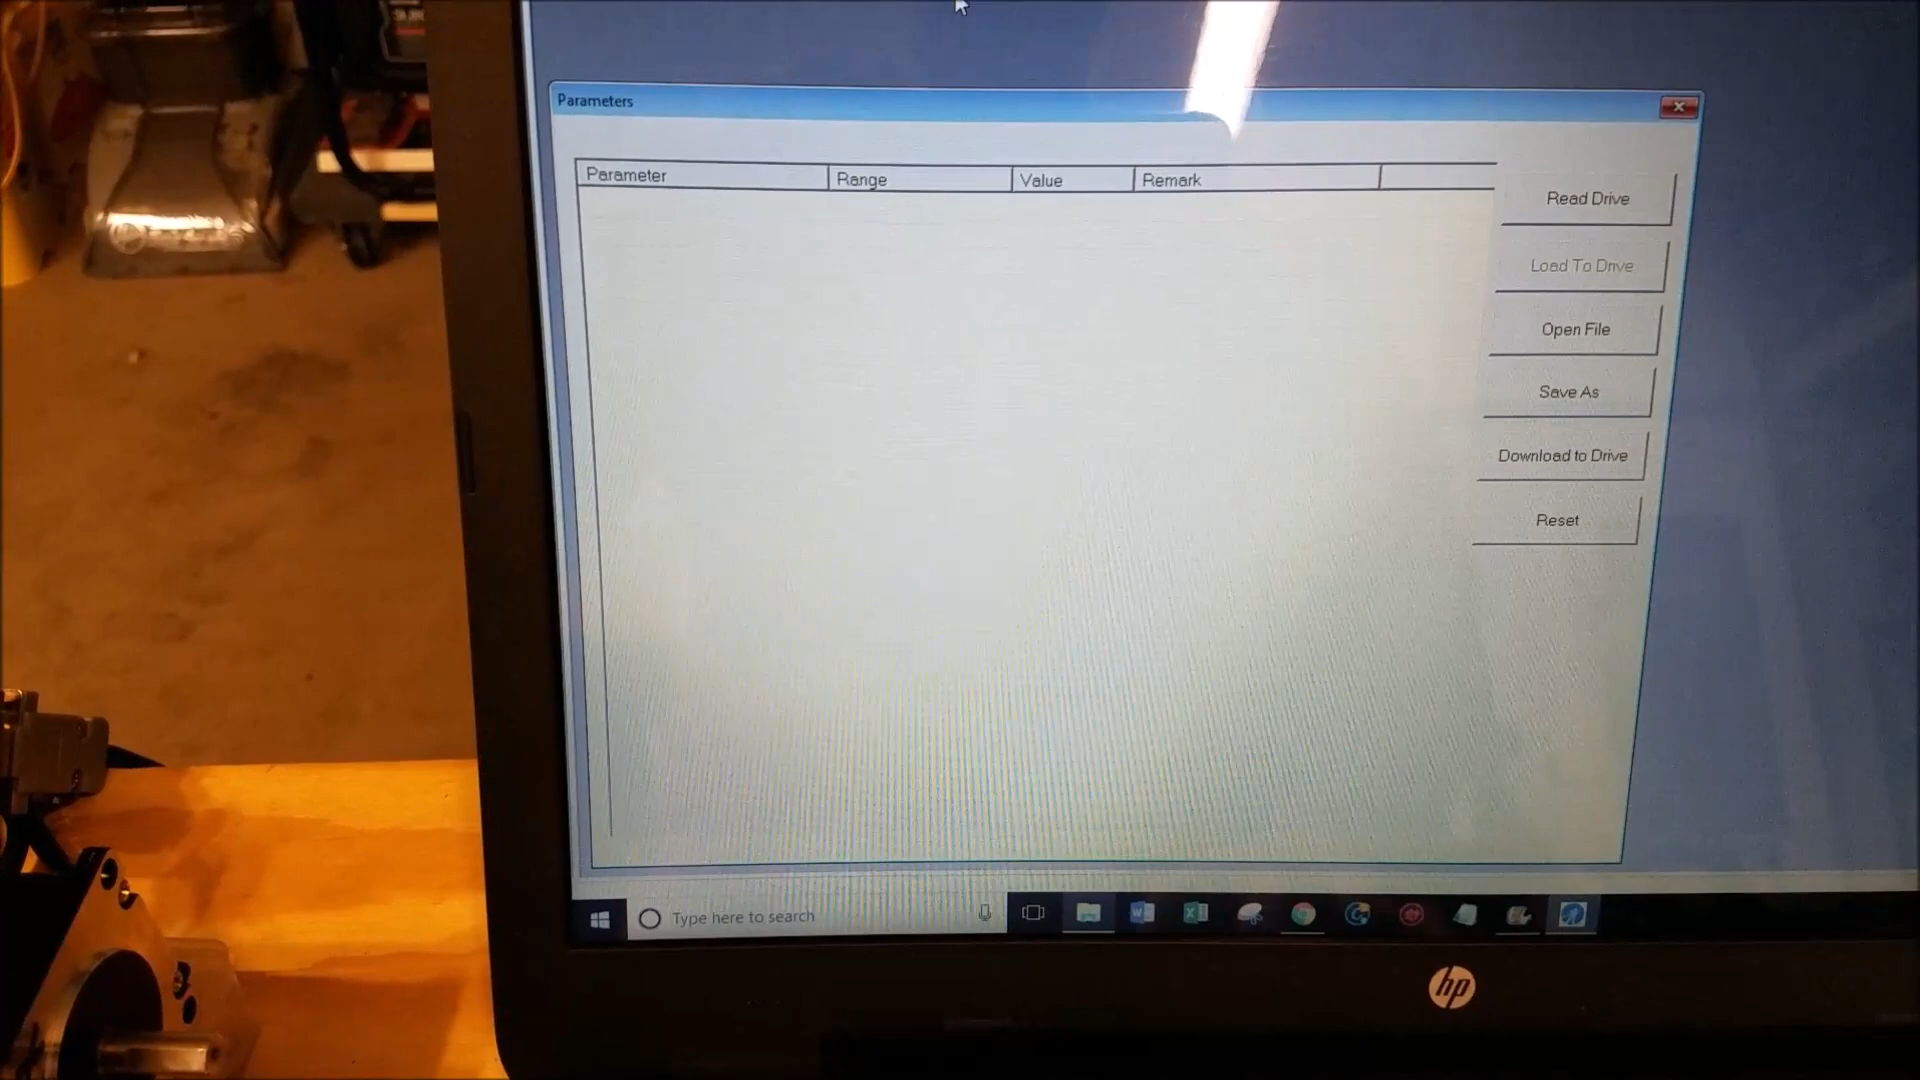 Parameters
Parameter Range Value Remark
Read Drive
Load To Drive
Open File
Save As
Download to Drive
Reset
Type here to search
hp